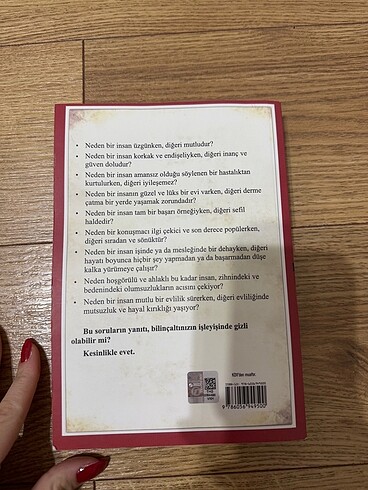 • Neden bir insan üzgünken, diğeri mutludur?
• Neden bir insan korkak ve endişeliyken, diğeri inanç ve
güven doludur?
• Neden bir insan amansız olduğu söylenen bir hastalıktan
kurtulurken, diğeri iyileşemez?
• Neden bir insanın güzel ve lüks bir evi varken, diğeri derme
çatma bir yerde yaşamak zorundadır?
• Neden bir insan tam bir başarı örneğiyken, diğeri sefil
haldedir?
• Neden bir konuşmacı ilgi çekici ve son derece popülerken,
diğeri sıradan ve sönüktür?
• Neden bir insan işinde ya da mesleğinde bir dehayken, diğeri
hayatı boyunca hiçbir şey yapmadan ya da başarmadan düşe
kalka yürümeye çalışır?
• Neden hoşgörülü ve ahlaklı bu kadar insan, zihnindeki ve
bedenindeki olumsuzlukların acısını çekiyor?
• Neden bir insan mutlu bir evlilik sürerken, diğeri evliliğinde
mutsuzluk ve hayal kırıklığı yaşıyor?
Bu soruların yanıtı, bilinçaltınızın işleyişinde gizli
olabilir mi?
Kesinlikle evet.
KDV'den muaftır.
9 786056 949500